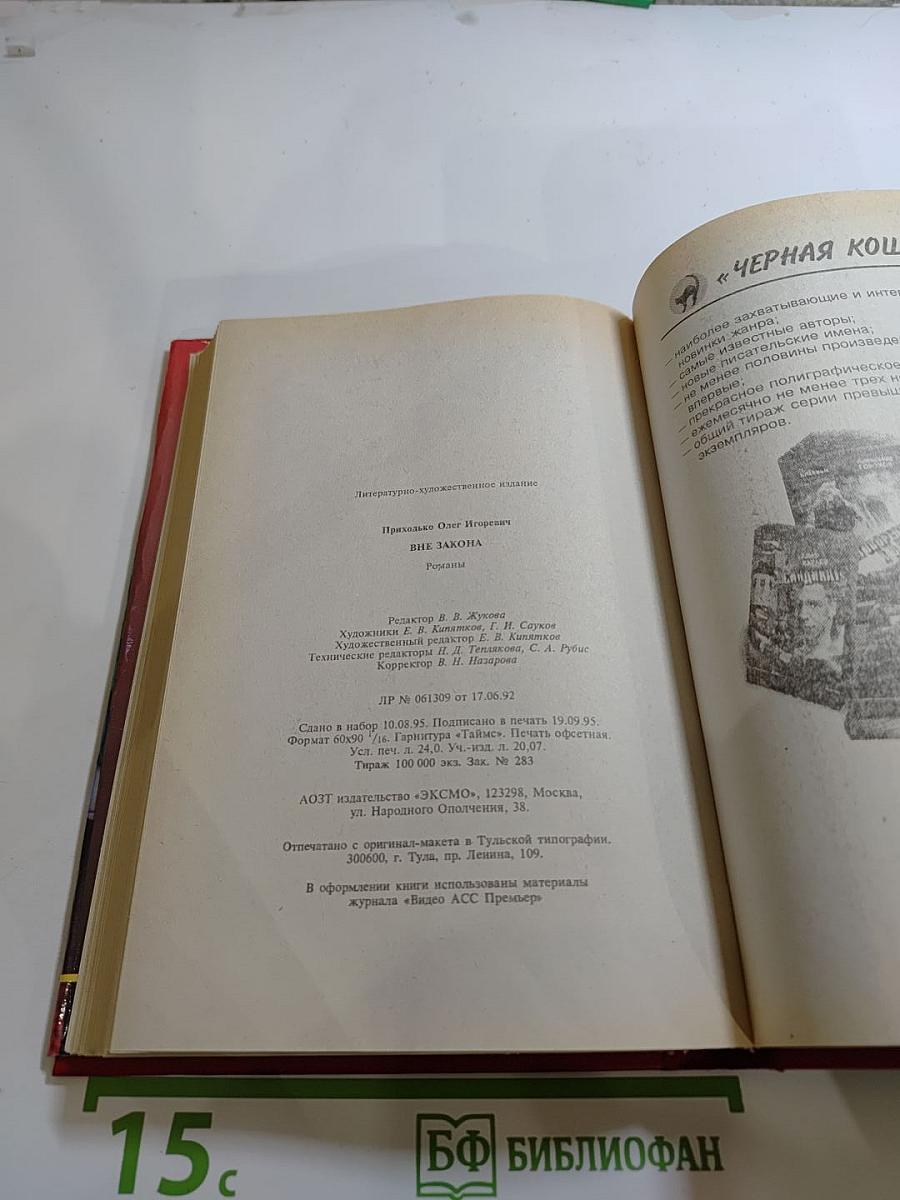 Литературно-художественное издание
Приходько Олег Игоревич
ВНЕ ЗАКОНА
Романы
Редактор В. В. Жукова
Художники Е. В. Кипятков, Г. И. Сауков
Художественный редактор Е. В. Кипятков
Технические редакторы Н. Д. Теплякова, С. А. Рубис
Корректор В. Н. Назарова
ЛР № 061309 от 17.06.92
Сдано в набор 10.08.95. Подписано в печать 19.09.95.
Формат 60x90 1/16. Гарнитура «Таймс». Печать офсетная.
Усл. печ. л. 24,0. Уч.-изд. л. 20,07.
Тираж 100 000 экз. Зак. № 283
АОЗТ издательство «ЭКСМО», 123298, Москва,
ул. Народного Ополчения, 38.
Отпечатано с оригинал-макета в Тульской типографии.
300600, г. Тула, пр. Ленина, 109.
В оформлении книги использованы материалы
журнала «Видео АСС Премьер»
«ЧЕРНАЯ КОШ
— наиболее захватывающие и интер
новинки жанра;
— самые известные авторы;
— новые писательские имена;
— не менее половины произведе
впервые;
— прекрасное полиграфическое
— ежемесячно не менее трех но
— общий тираж серии превыш
экземпляров.
15 с
БФ БИБЛИОФАН